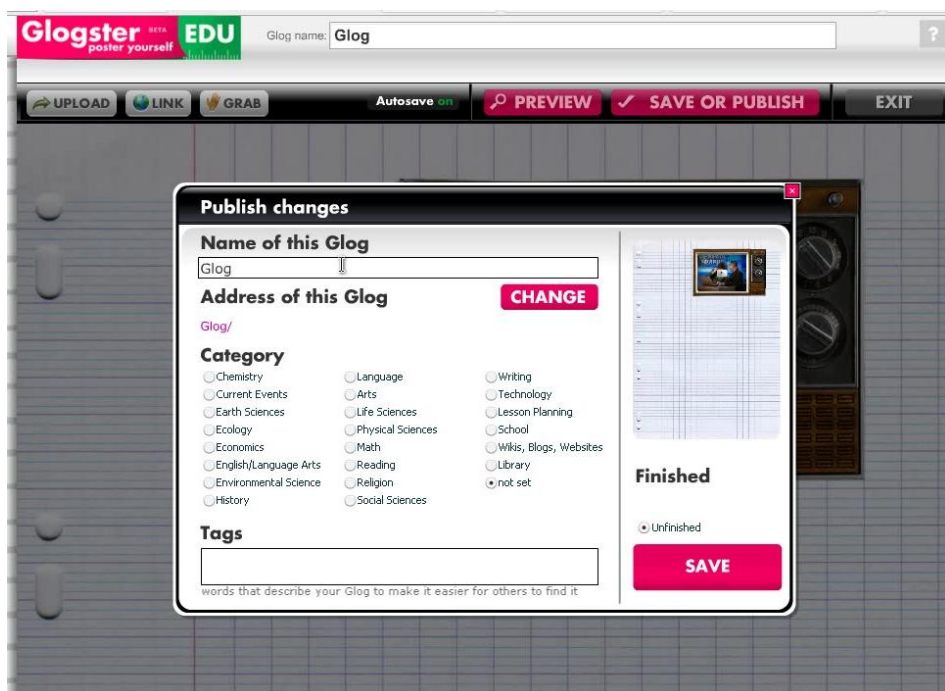 Glogster BETA EDU
poster yourself
Glog name: Glog
?
UPLOAD LINK GRAB Autosave on PREVIEW SAVE OR PUBLISH EXIT
Publish changes
x
Name of this Glog
Glog
Address of this Glog
CHANGE
Glog/
Category
Chemistry Language Writing
Current Events Arts Technology
Earth Sciences Life Sciences Lesson Planning
Ecology Physical Sciences School
Economics Math Wikis, Blogs, Websites
English/Language Arts Reading Library
Environmental Science Religion not set
History Social Sciences
Tags
words that describe your Glog to make it easier for others to find it
Finished
Unfinished
SAVE